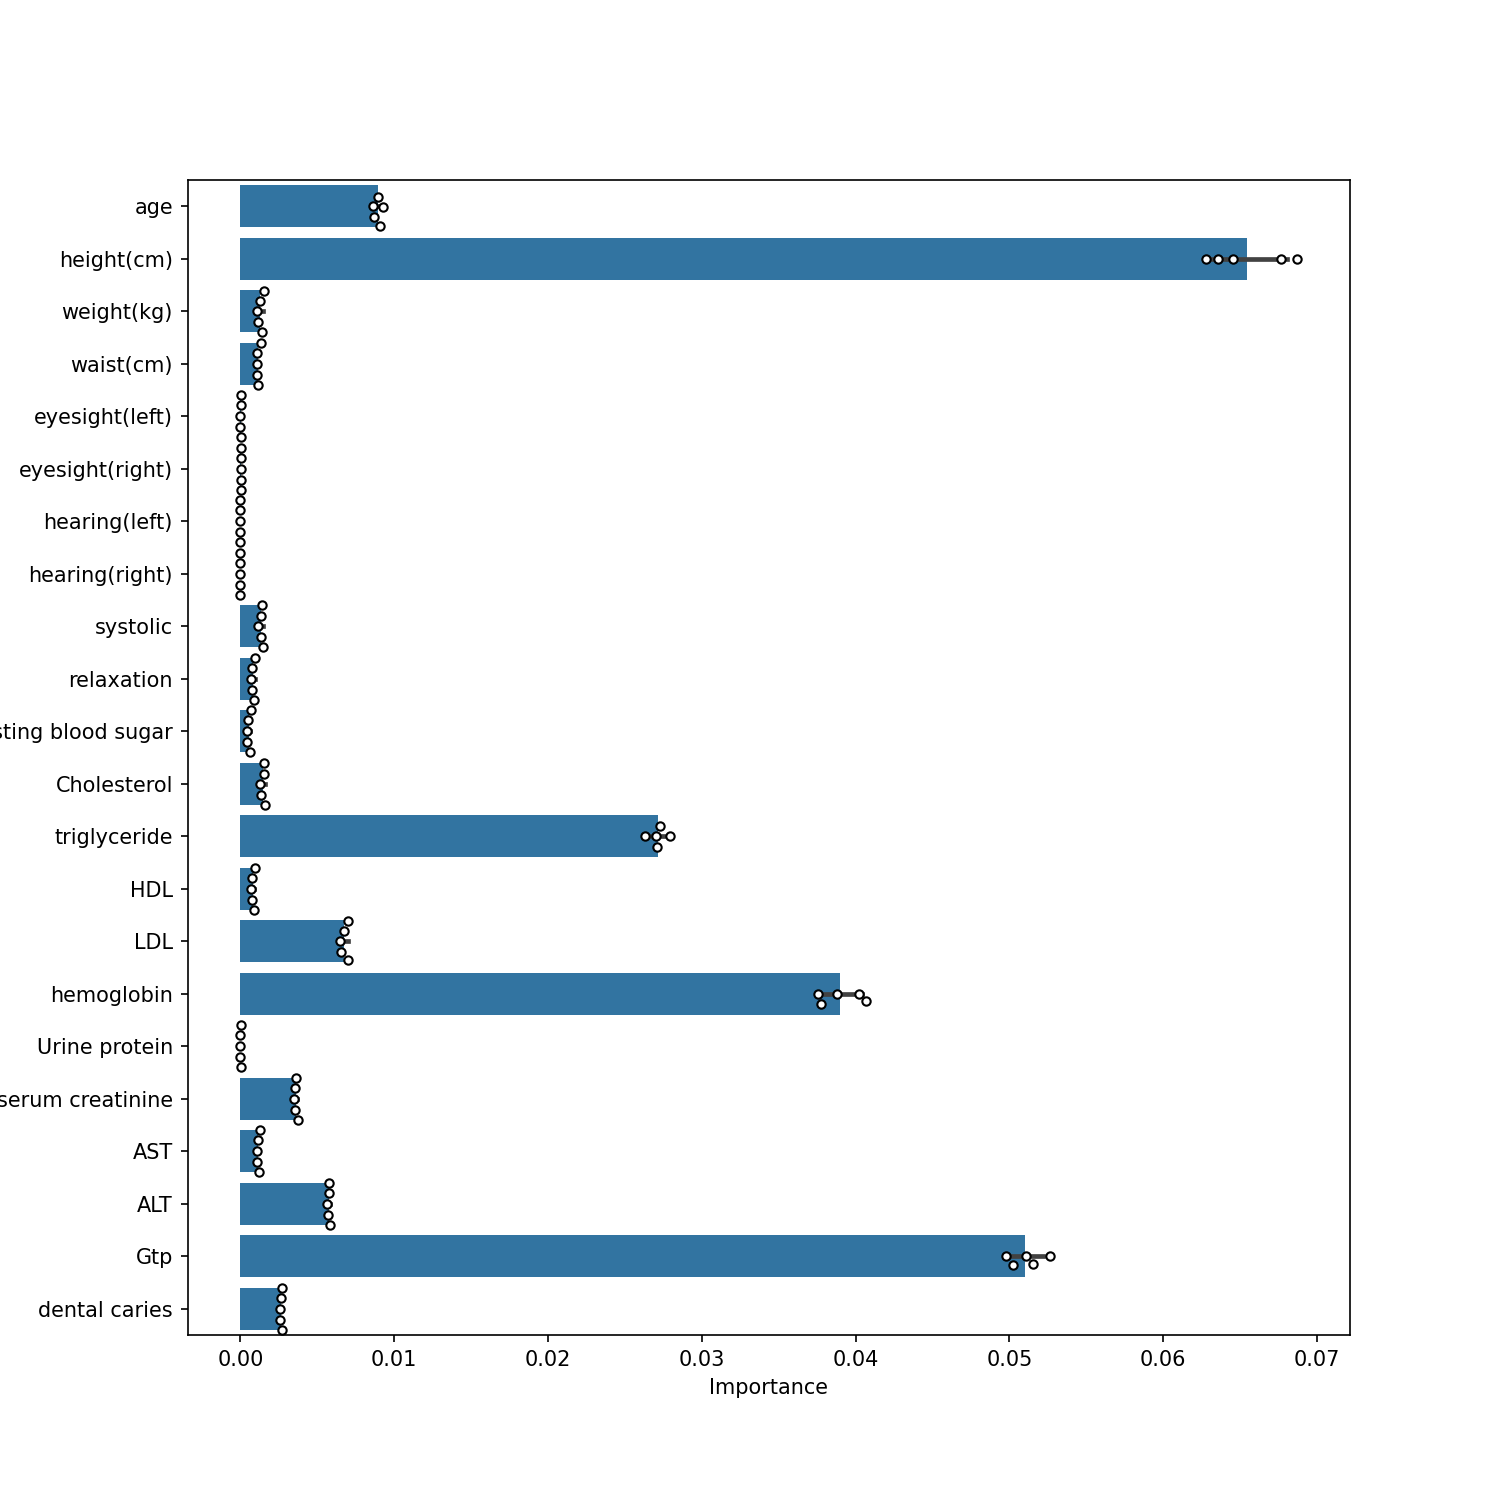 age
height(cm)
weight(kg)
waist(cm)
eyesight(left)
eyesight(right)
hearing(left)
hearing(right)
systolic
relaxation
sting blood sugar
Cholesterol
triglyceride
HDL
LDL
hemoglobin
Urine protein
serum creatinine
AST
ALT
Gtp
dental caries
0.00 0.01 0.02 0.03 0.04 0.05 0.06 0.07
Importance